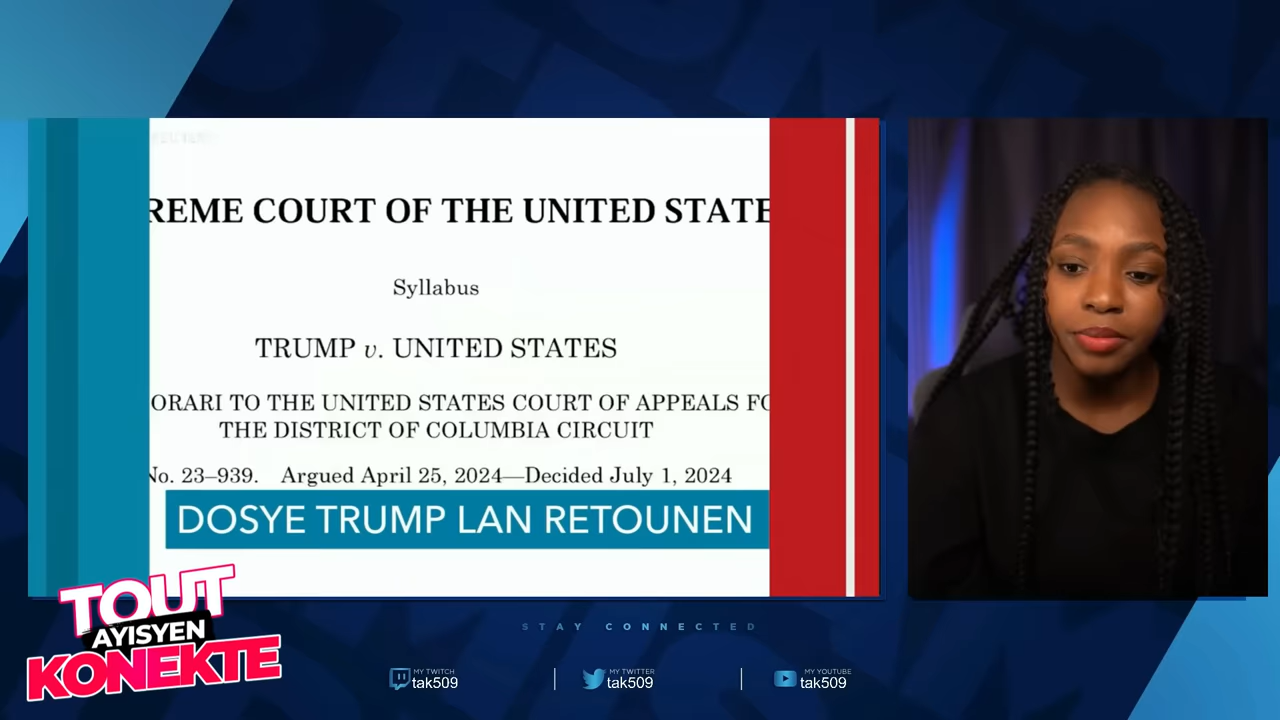 REME COURT OF THE UNITED STATE
Syllabus
TRUMP v. UNITED STATES
ORARI TO THE UNITED STATES COURT OF APPEALS FO
THE DISTRICT OF COLUMBIA CIRCUIT
No. 23–939. Argued April 25, 2024—Decided July 1, 2024
DOSYE TRUMP LAN RETOUNEN
TOUT
AYISYEN
KONEKTE
STAY CONNECTED
MY TWITCH
tak509
MY TWITTER
tak509
MY YOUTUBE
tak509